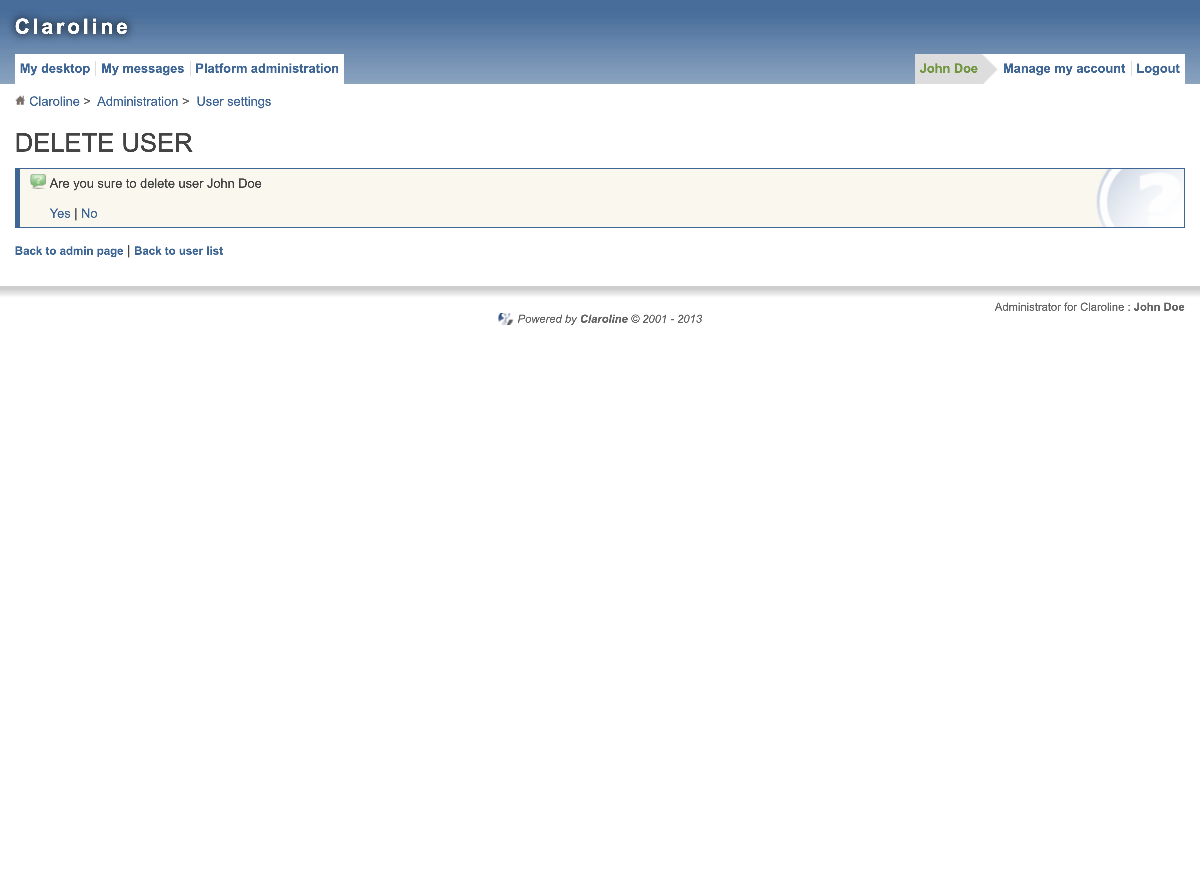 Claroline
My desktop My messages Platform administration John Doe Manage my account Logout
Claroline > Administration > User settings
DELETE USER
Are you sure to delete user John Doe
Yes | No
Back to admin page | Back to user list
Administrator for Claroline : John Doe
Powered by Claroline © 2001 - 2013